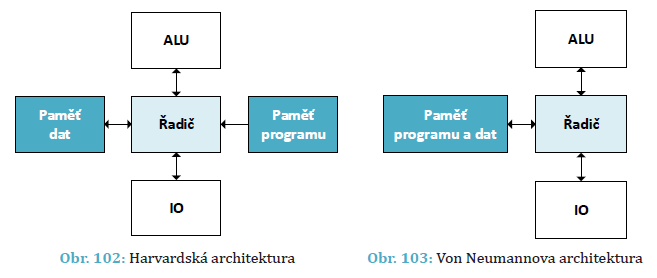 ALU
Paměť
dat
Řadič
Paměť
programu
IO
Obr. 102: Harvardská architektura
ALU
Paměť
programu a dat
Řadič
IO
Obr. 103: Von Neumannova architektura